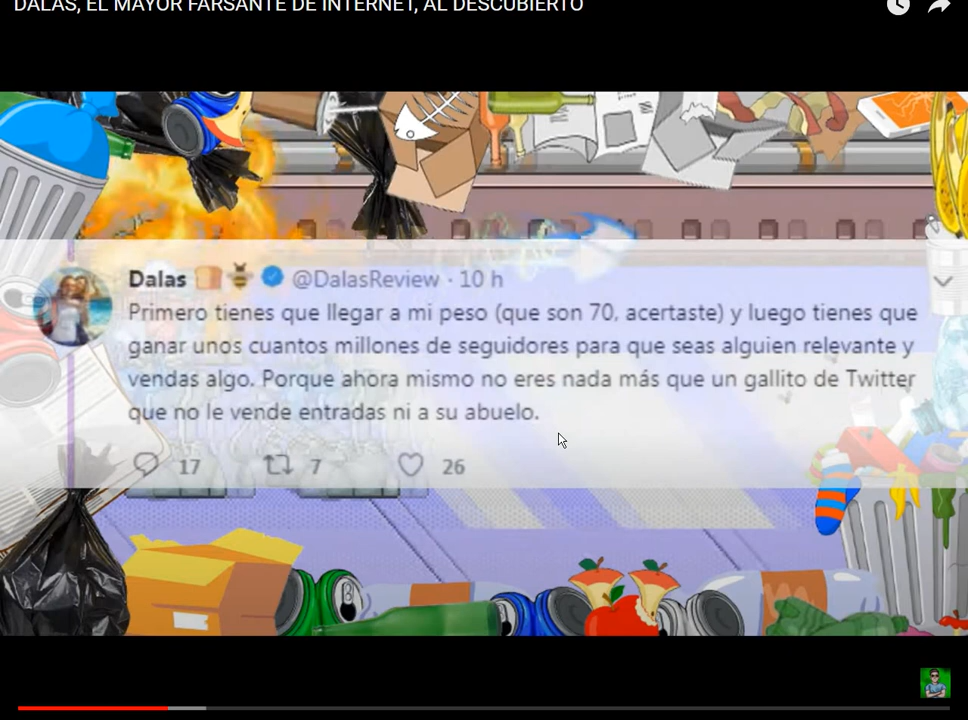 DALAS, EL MAYOR FARSANTE DE INTERNET, AL DESCUBIERTO
Dalas @DalasReview · 10 h
Primero tienes que llegar a mi peso (que son 70, acertaste) y luego tienes que
ganar unos cuantos millones de seguidores para que seas alguien relevante y
vendas algo. Porque ahora mismo no eres nada más que un gallito de Twitter
que no le vende entradas ni a su abuelo.
17 7 26